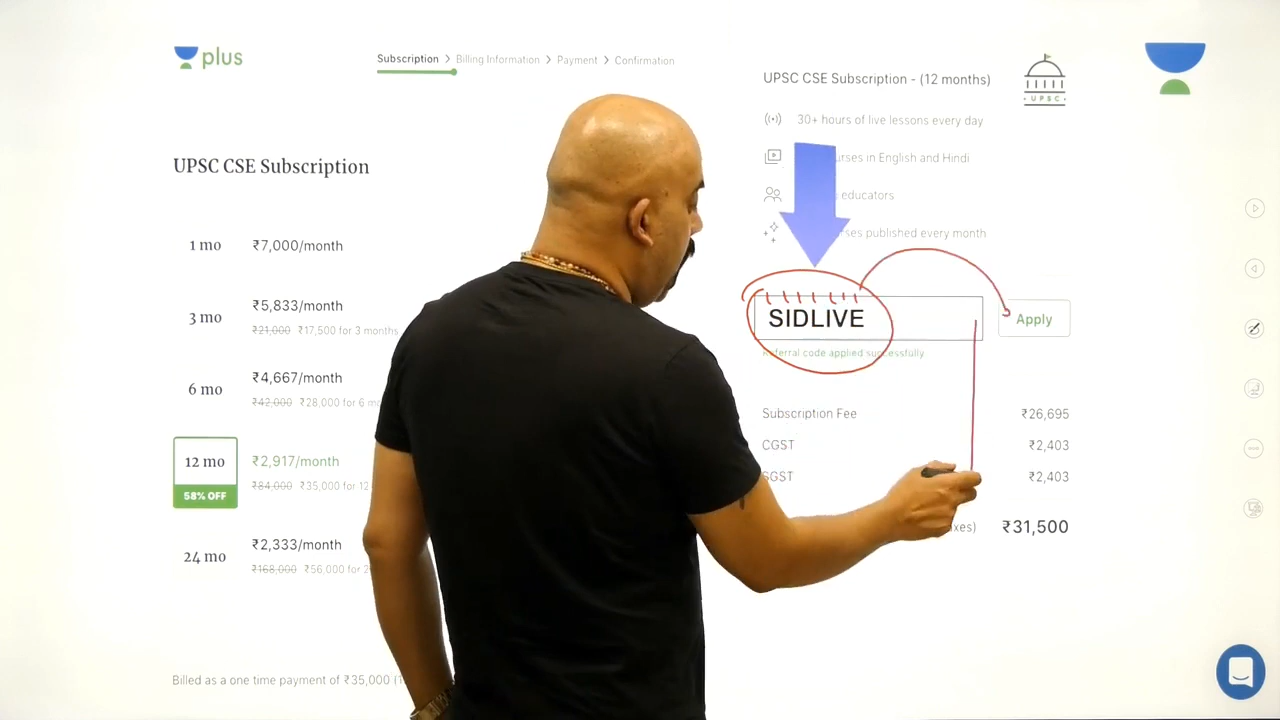 plus
Subscription > Billing Information > Payment > Confirmation
UPSC CSE Subscription
1 mo ₹7,000/month
3 mo ₹5,833/month
₹21,000 ₹17,500 for 3 months
6 mo ₹4,667/month
₹42,000 ₹28,000 for 6
12 mo ₹2,917/month
58% OFF ₹84,000 ₹35,000 for 12
24 mo ₹2,333/month
₹168,000 ₹56,000 for
Billed as a one time payment of ₹35,000
UPSC CSE Subscription - (12 months)
UPSC
30+ hours of live lessons every day
in English and Hindi
educators
published every month
SIDLIVE
Apply
Referral code applied successfully
Subscription Fee ₹26,695
CGST ₹2,403
SGST ₹2,403
₹31,500